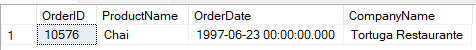 OrderID ProductName OrderDate CompanyName
1 10576 Chai 1997-06-23 00:00:00.000 Tortuga Restaurante